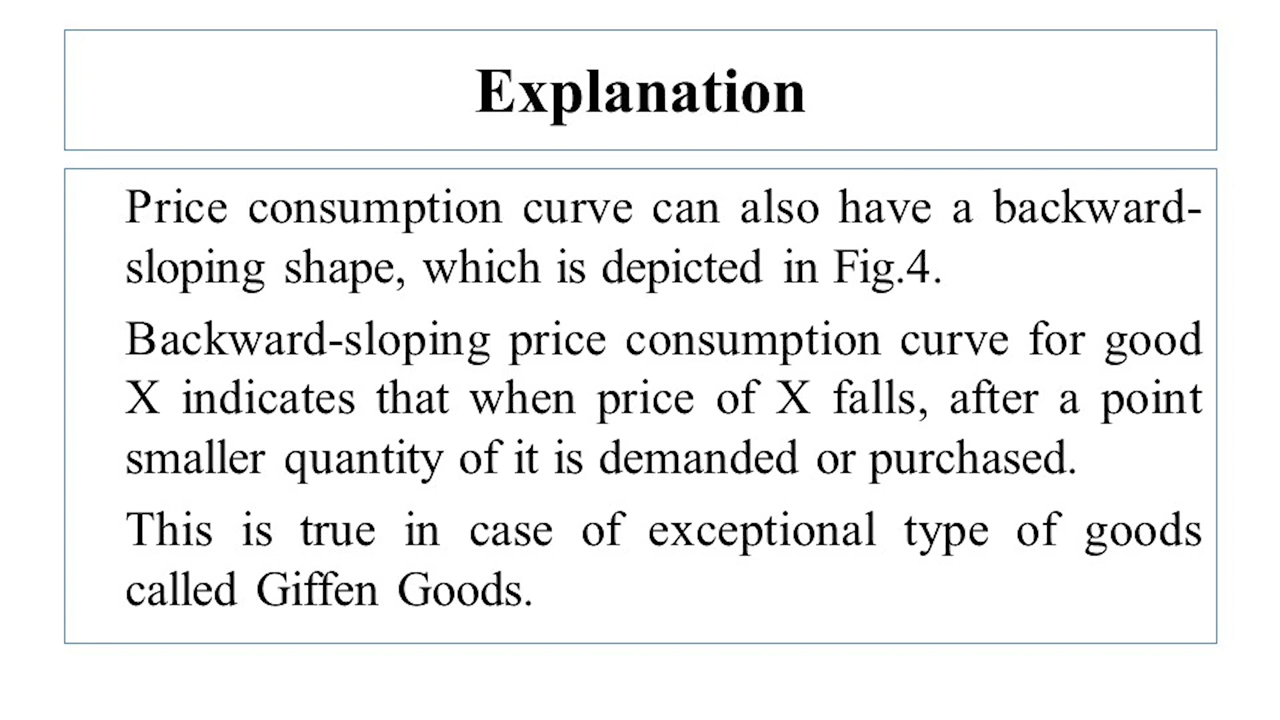 Explanation
Price consumption curve can also have a backward-
sloping shape, which is depicted in Fig.4.
Backward-sloping price consumption curve for good
X indicates that when price of X falls, after a point
smaller quantity of it is demanded or purchased.
This is true in case of exceptional type of goods
called Giffen Goods.